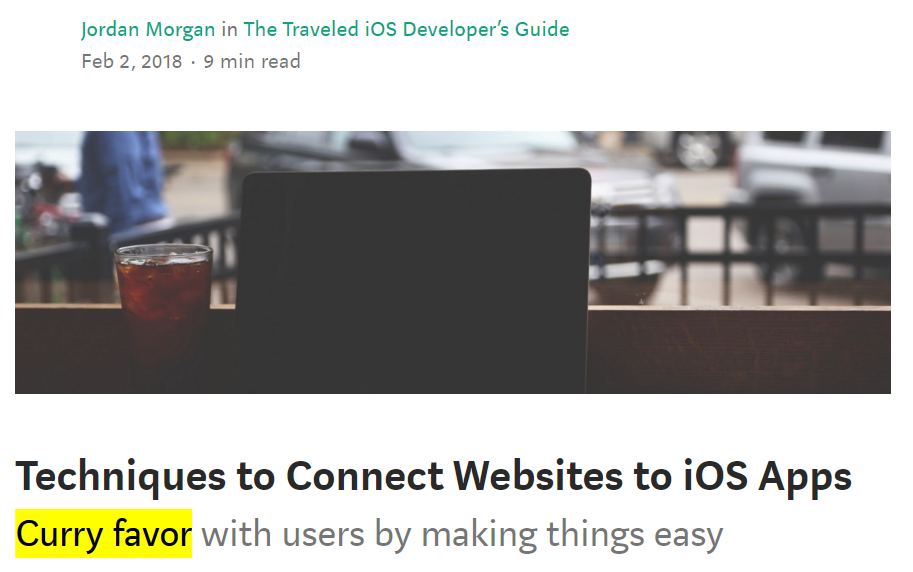 Jordan Morgan in The Traveled iOS Developer’s Guide
Feb 2, 2018 · 9 min read
Techniques to Connect Websites to iOS Apps
Curry favor with users by making things easy